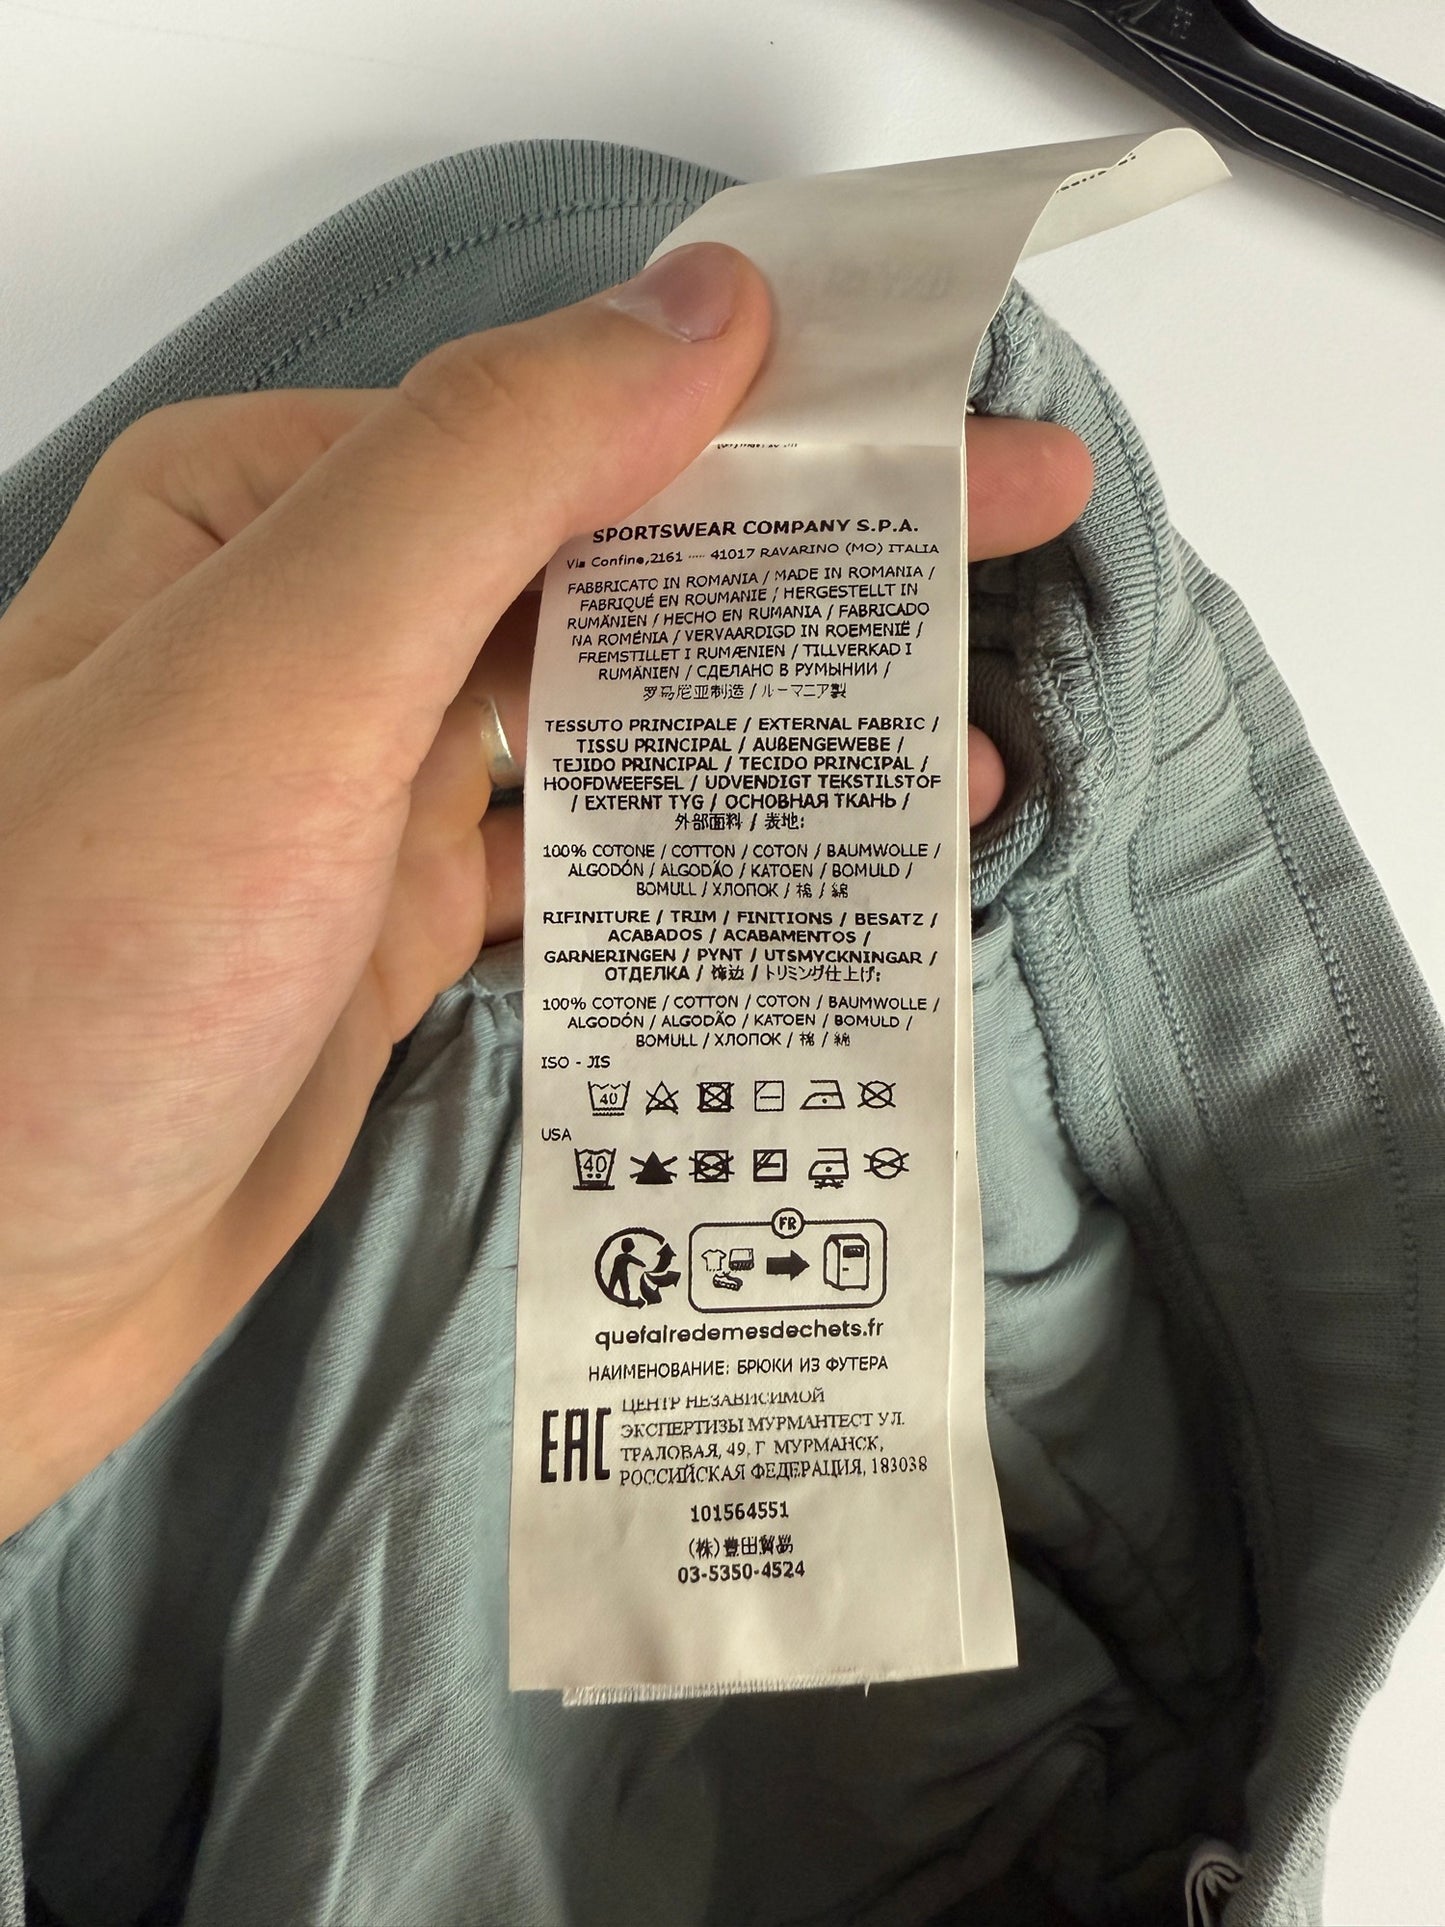 SPORTSWEAR COMPANY S.P.A.
Via Confine,2161 ---- 41017 RAVARINO (MO) ITALIA
FABBRICATO IN ROMANIA / MADE IN ROMANIA /
FABRIQUÉ EN ROUMANIE / HERGESTELLT IN
RUMÄNIEN / HECHO EN RUMANIA / FABRICADO
NA ROMÉNIA / VERVAARDIGD IN ROEMENIË /
FREMSTILLET I RUMÆNIEN / TILLVERKAD I
RUMÄNIEN / СДЕЛАНО В РУМЫНИИ /
罗马尼亚制造 / ルーマニア製
TESSUTO PRINCIPALE / EXTERNAL FABRIC /
TISSU PRINCIPAL / AUßENGEWEBE /
TEJIDO PRINCIPAL / TECIDO PRINCIPAL /
HOOFDWEEFSEL / UDVENDIGT TEKSTILSTOF
/ EXTERNT TYG / ОСНОВНАЯ ТКАНЬ /
外部面料 / 表地:
100% COTONE / COTTON / COTON / BAUMWOLLE /
ALGODÓN / ALGODÃO / KATOEN / BOMULD /
BOMULL / ХЛОПОК / 棉 / 綿
RIFINITURE / TRIM / FINITIONS / BESATZ /
ACABADOS / ACABAMENTOS /
GARNERINGEN / PYNT / UTSMYCKNINGAR /
ОТДЕЛКА / 饰边 / トリミング仕上げ:
100% COTONE / COTTON / COTON / BAUMWOLLE /
ALGODÓN / ALGODÃO / KATOEN / BOMULD /
BOMULL / ХЛОПОК / 棉 / 綿
ISO - JIS
40
USA
40
FR
quefairedemesdechets.fr
НАИМЕНОВАНИЕ: БРЮКИ ИЗ ФУТЕРА
ЦЕНТР НЕЗАВИСИМОЙ
EAC ЭКСПЕРТИЗЫ МУРМАНТЕСТ УЛ.
ТРАЛОВАЯ, 49, Г МУРМАНСК,
РОССИЙСКАЯ ФЕДЕРАЦИЯ, 183038
101564551
(株)豊田貿易
03-5350-4524